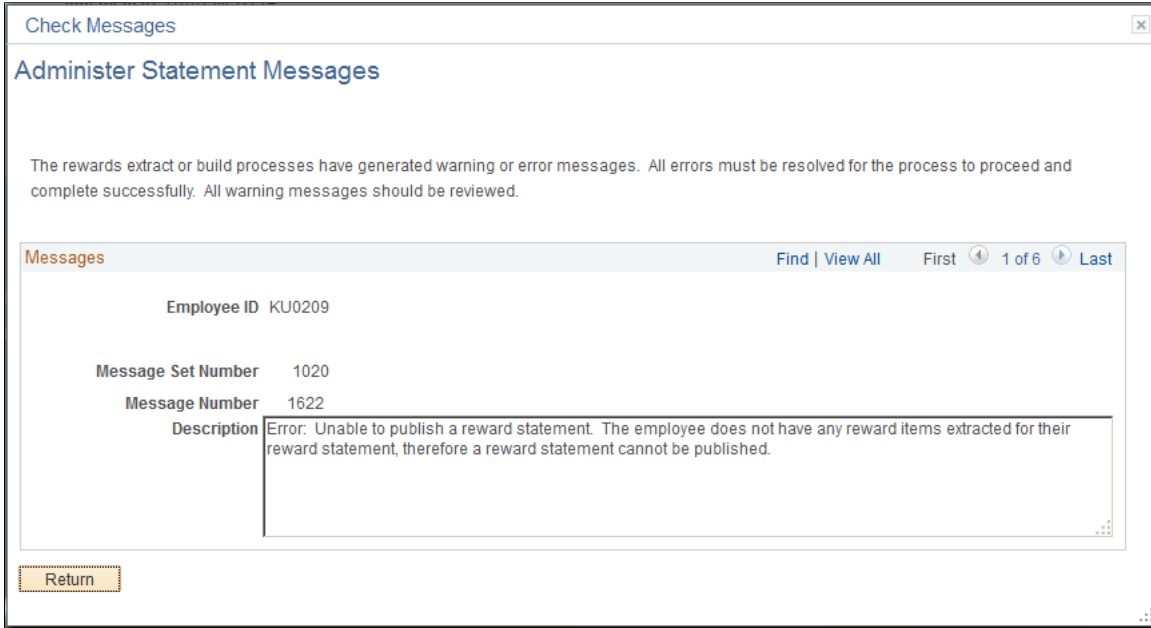 Check Messages
Administer Statement Messages
The rewards extract or build processes have generated warning or error messages.  All errors must be resolved for the process to proceed and
complete successfully.  All warning messages should be reviewed.
Messages
Find | View All First 1 of 6 Last
Employee ID KU0209
Message Set Number 1020
Message Number 1622
Description Error:  Unable to publish a reward statement.  The employee does not have any reward items extracted for their
reward statement, therefore a reward statement cannot be published.
Return